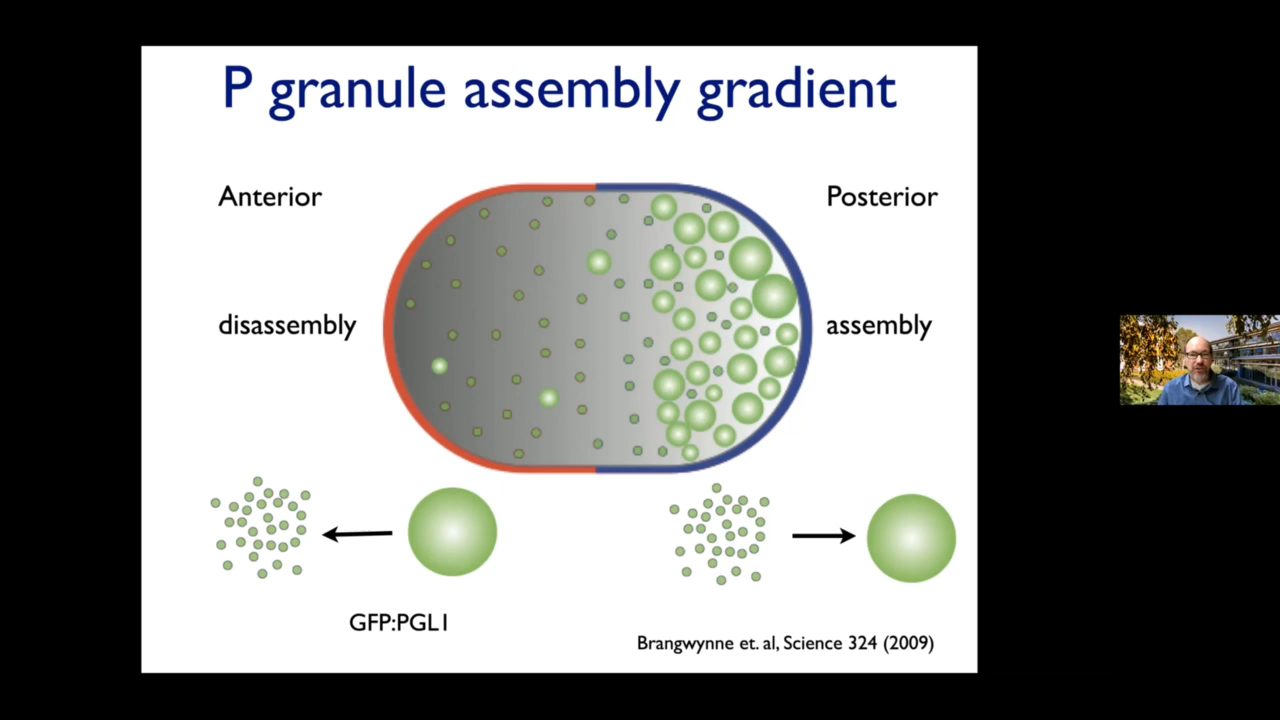 P granule assembly gradient
Anterior
Posterior
disassembly
assembly
GFP:PGL1
Brangwynne et. al, Science 324 (2009)